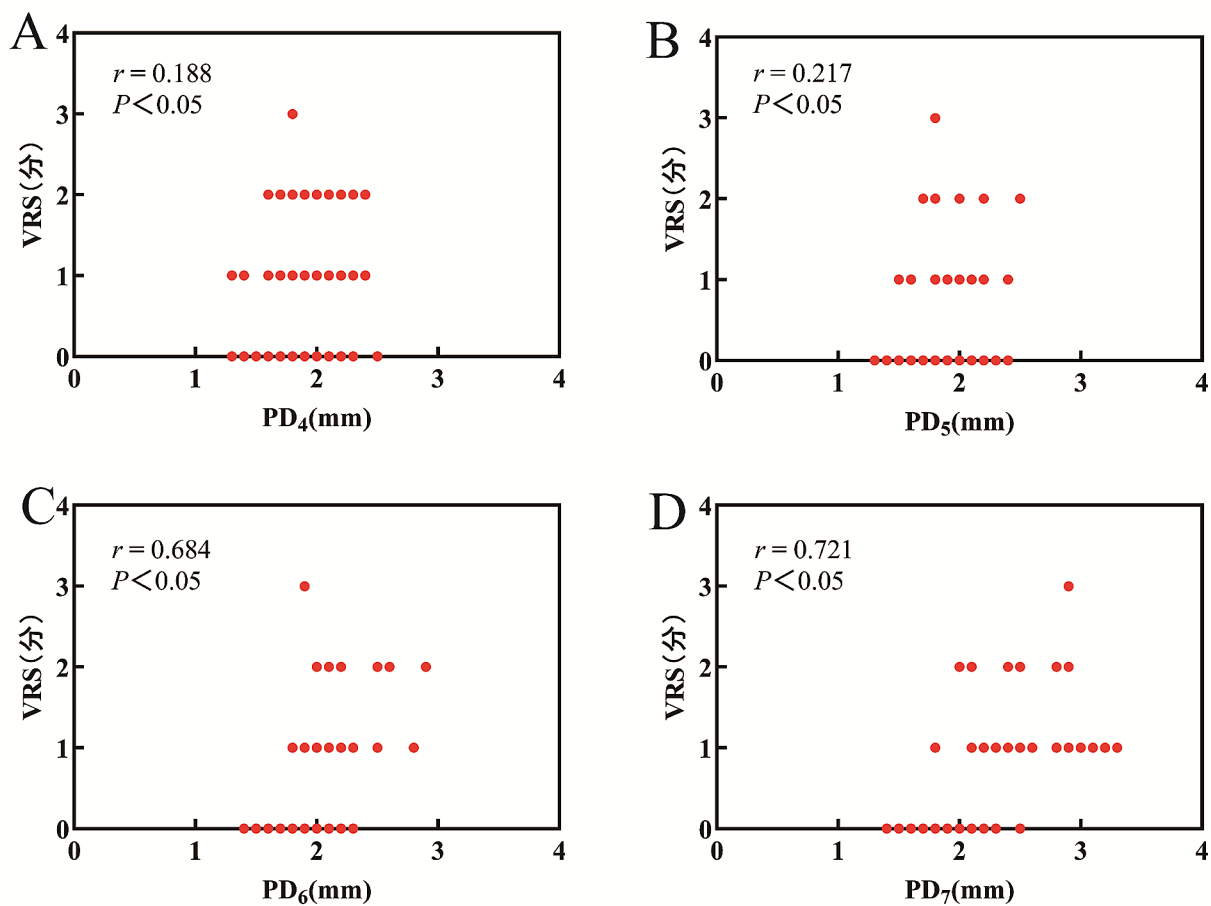 A
r = 0.188
P＜0.05
VRS(分)
4
3
2
1
0
0 1 2 3 4
PD₄(mm)
B
r = 0.217
P＜0.05
VRS(分)
4
3
2
1
0
0 1 2 3 4
PD₅(mm)
C
r = 0.684
P＜0.05
VRS(分)
4
3
2
1
0
0 1 2 3 4
PD₆(mm)
D
r = 0.721
P＜0.05
VRS(分)
4
3
2
1
0
0 1 2 3 4
PD₇(mm)